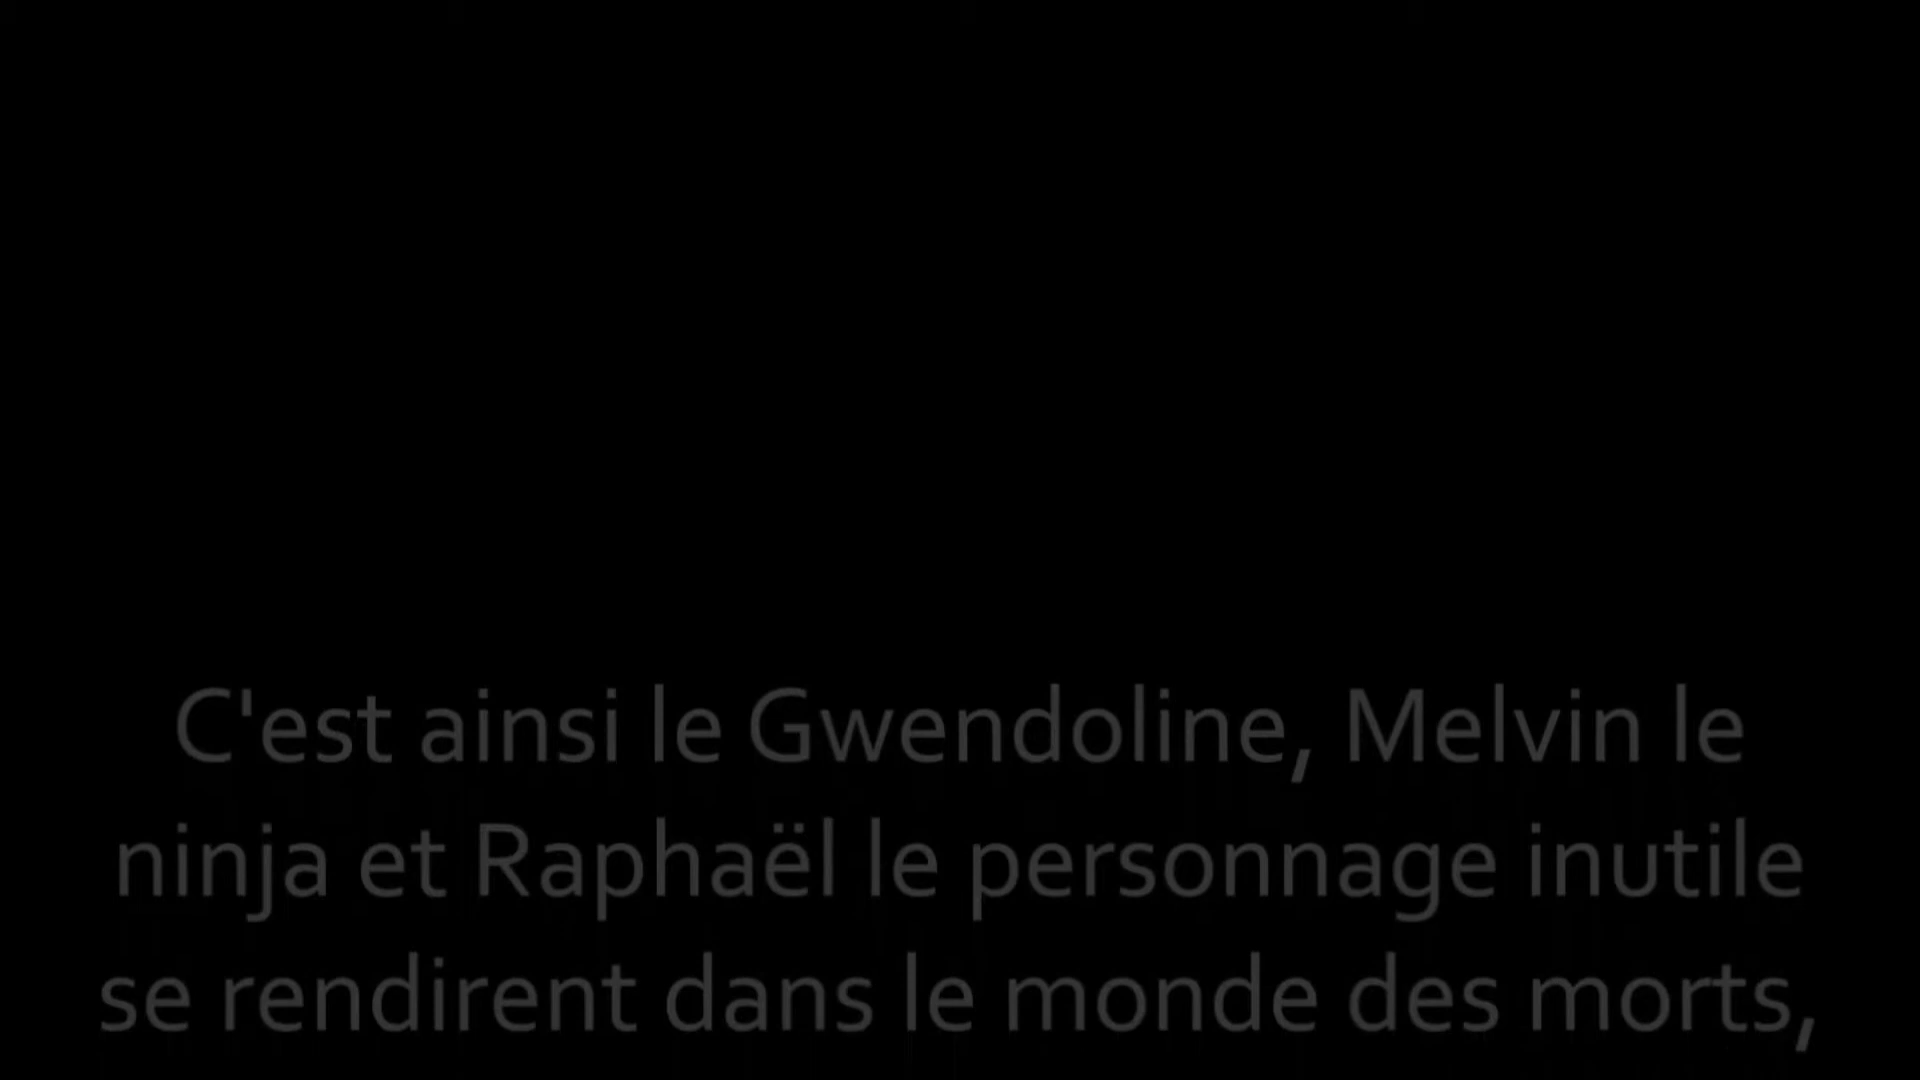 C'est ainsi le Gwendoline, Melvin le
ninja et Raphaël le personnage inutile
se rendirent dans le monde des morts,